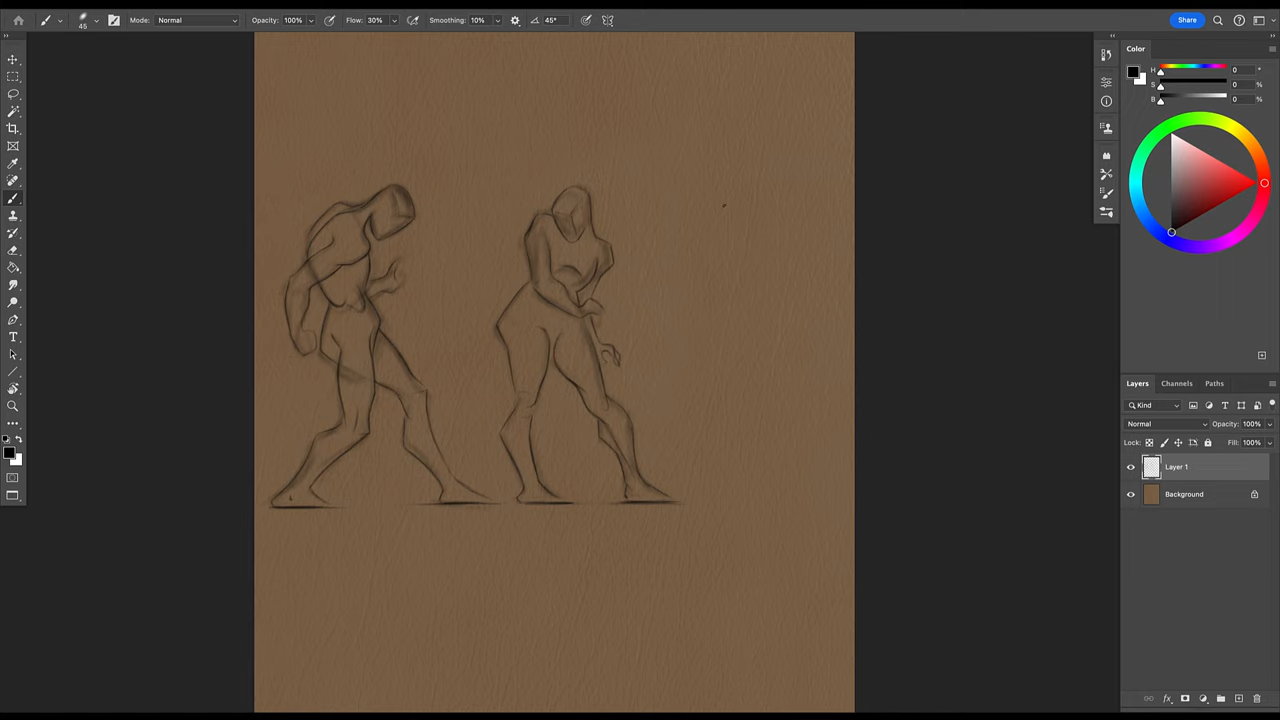 45
Mode: Normal Opacity: 100% Flow: 30% Smoothing: 10% 45° Share
Color
H 0 °
S 0 %
B 0 %
Layers Channels Paths
Kind
Normal Opacity: 100%
Lock: Fill: 100%
Layer 1
Background